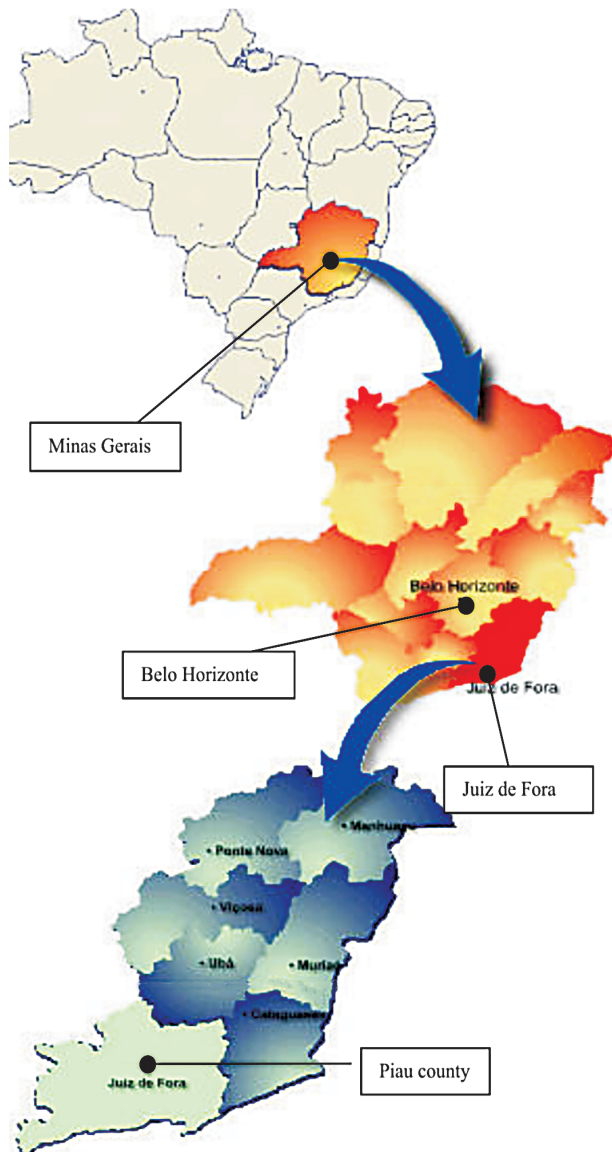 Minas Gerais
Belo Horizonte
Belo Horizonte
Juiz de Fora
Juiz de Fora
• Manhuaçu
• Ponte Nova
• Viçosa
• Ubá
• Muriaé
• Cataguases
Piau county
Juiz de Fora